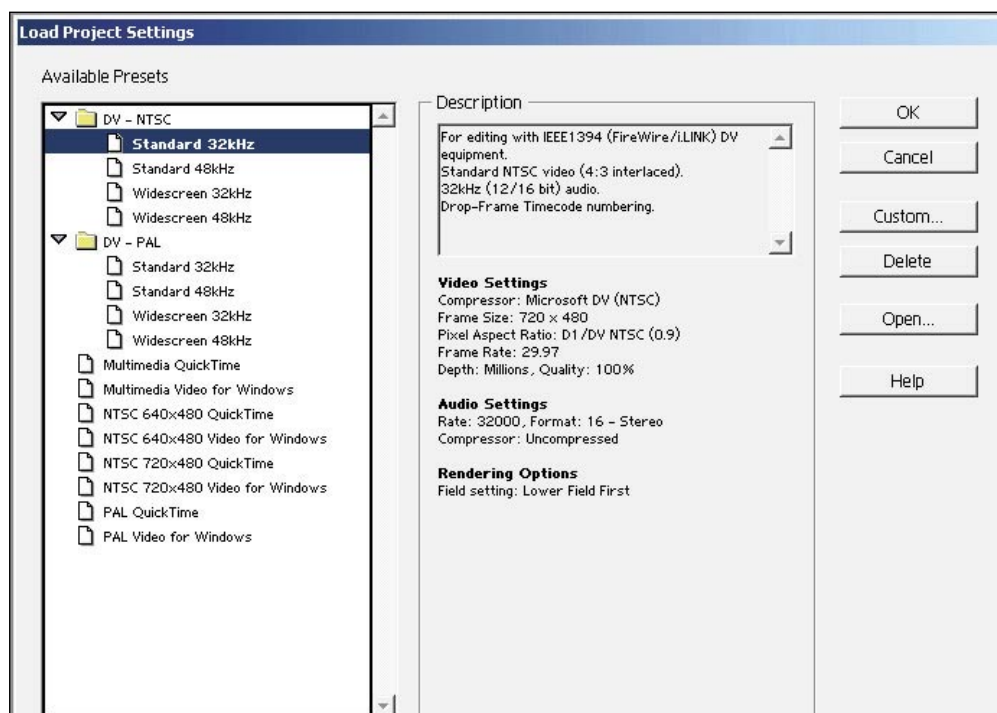 Load Project Settings
Available Presets
DV - NTSC
Standard 32kHz
Standard 48kHz
Widescreen 32kHz
Widescreen 48kHz
DV - PAL
Standard 32kHz
Standard 48kHz
Widescreen 32kHz
Widescreen 48kHz
Multimedia QuickTime
Multimedia Video for Windows
NTSC 640x480 QuickTime
NTSC 640x480 Video for Windows
NTSC 720x480 QuickTime
NTSC 720x480 Video for Windows
PAL QuickTime
PAL Video for Windows
Description
For editing with IEEE1394 (FireWire/i.LINK) DV
equipment.
Standard NTSC video (4:3 interlaced).
32kHz (12/16 bit) audio.
Drop-Frame Timecode numbering.
Video Settings
Compressor: Microsoft DV (NTSC)
Frame Size: 720 x 480
Pixel Aspect Ratio: D1/DV NTSC (0.9)
Frame Rate: 29.97
Depth: Millions, Quality: 100%
Audio Settings
Rate: 32000, Format: 16 - Stereo
Compressor: Uncompressed
Rendering Options
Field setting: Lower Field First
OK
Cancel
Custom...
Delete
Open...
Help